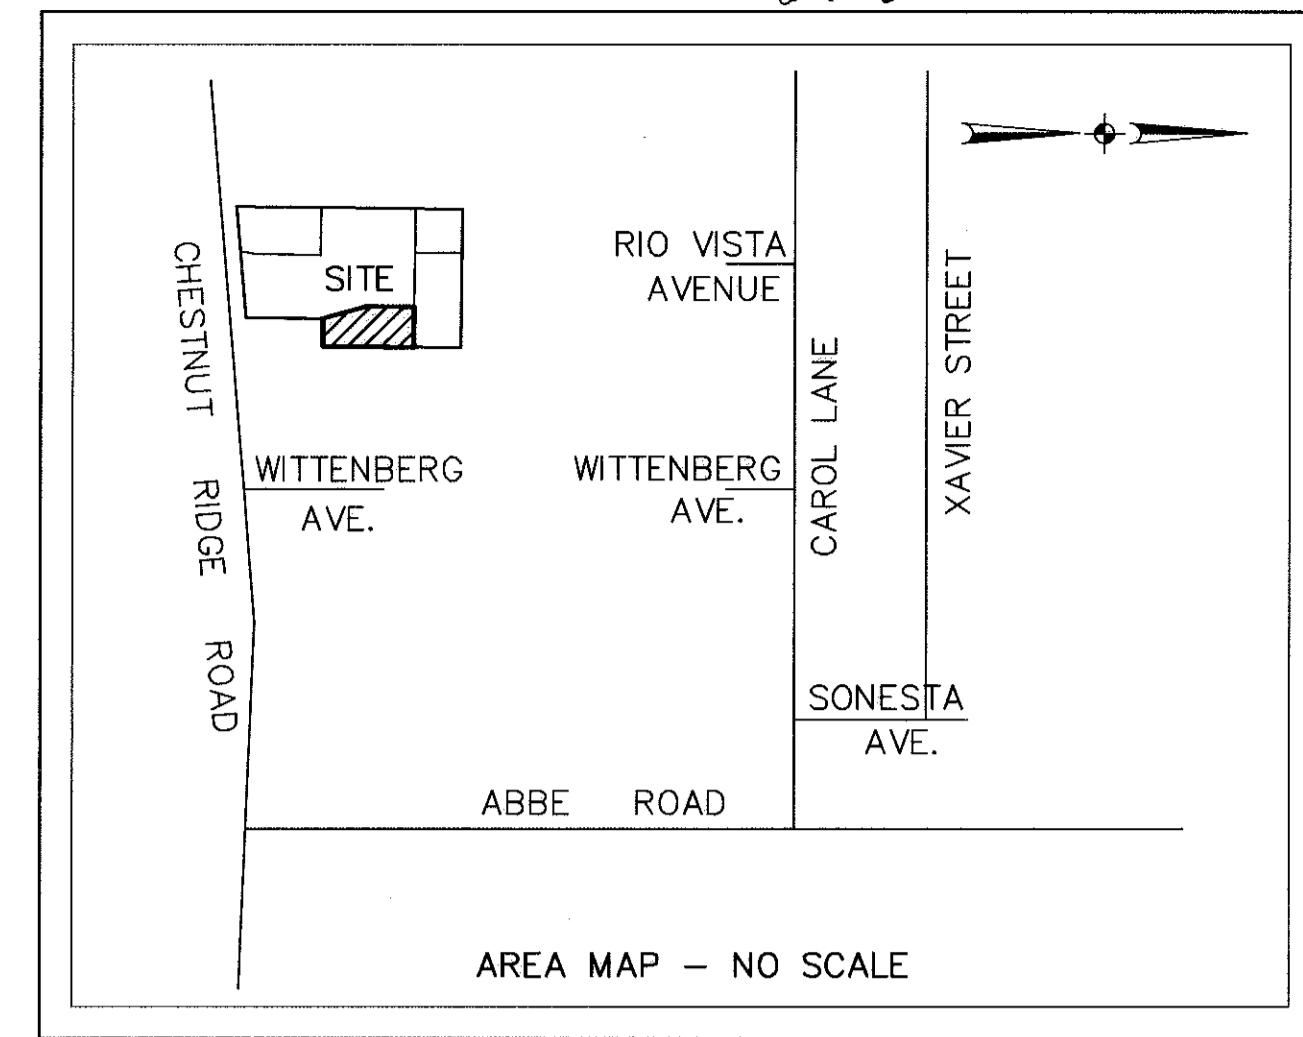 RIO VISTA
AVENUE
SITE
CHESTNUT RIDGE ROAD
CAROL LANE
XAVIER STREET
WITTENBERG
AVE.
WITTENBERG
AVE.
SONESTA
AVE.
ABBE ROAD
AREA MAP – NO SCALE